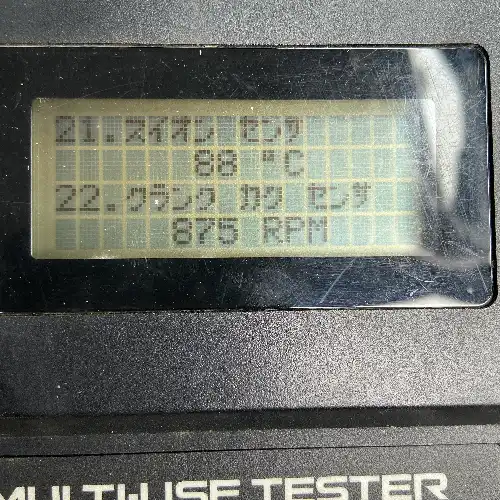 21.スイオン センサ
88 °C
22.クランク カク センサ
875 RPM
MULTI-USE TESTER